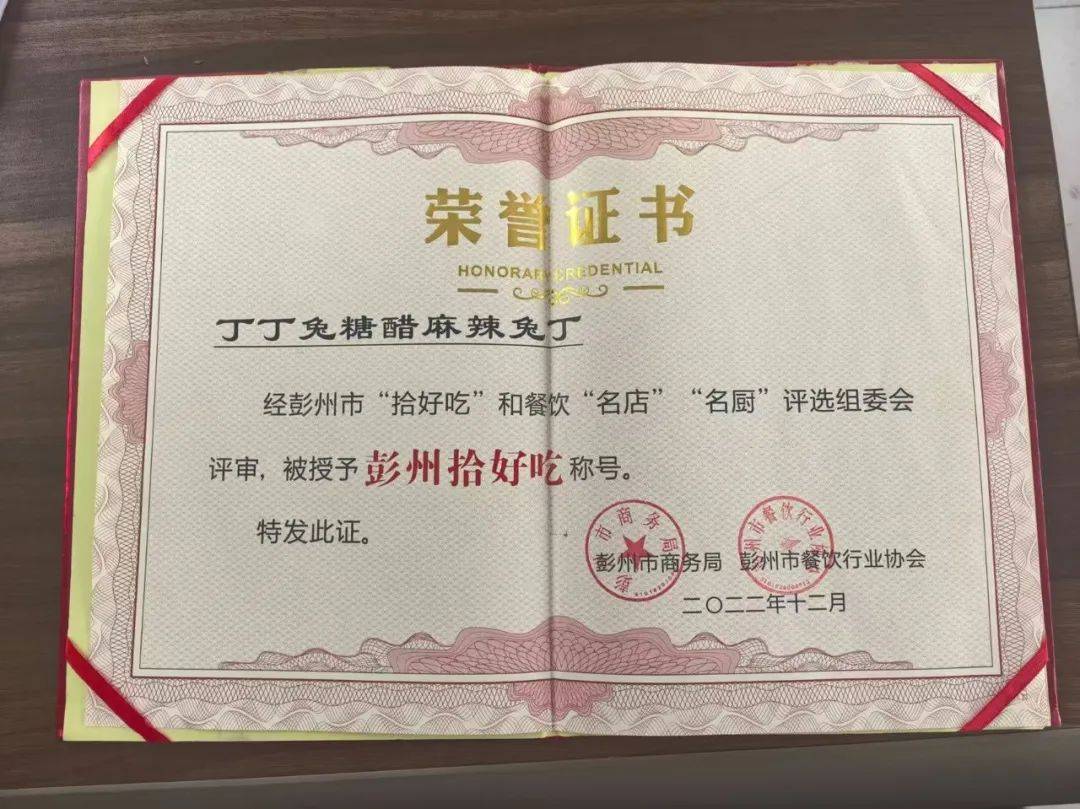 荣誉证书
HONORARY CREDENTIAL
丁丁兔糖醋麻辣兔丁
经彭州市“拾好吃”和餐饮“名店”“名厨”评选组委会
评审,被授予彭州拾好吃称号。
特发此证。
彭州市商务局 彭州市餐饮行业协会
二〇二二年十二月